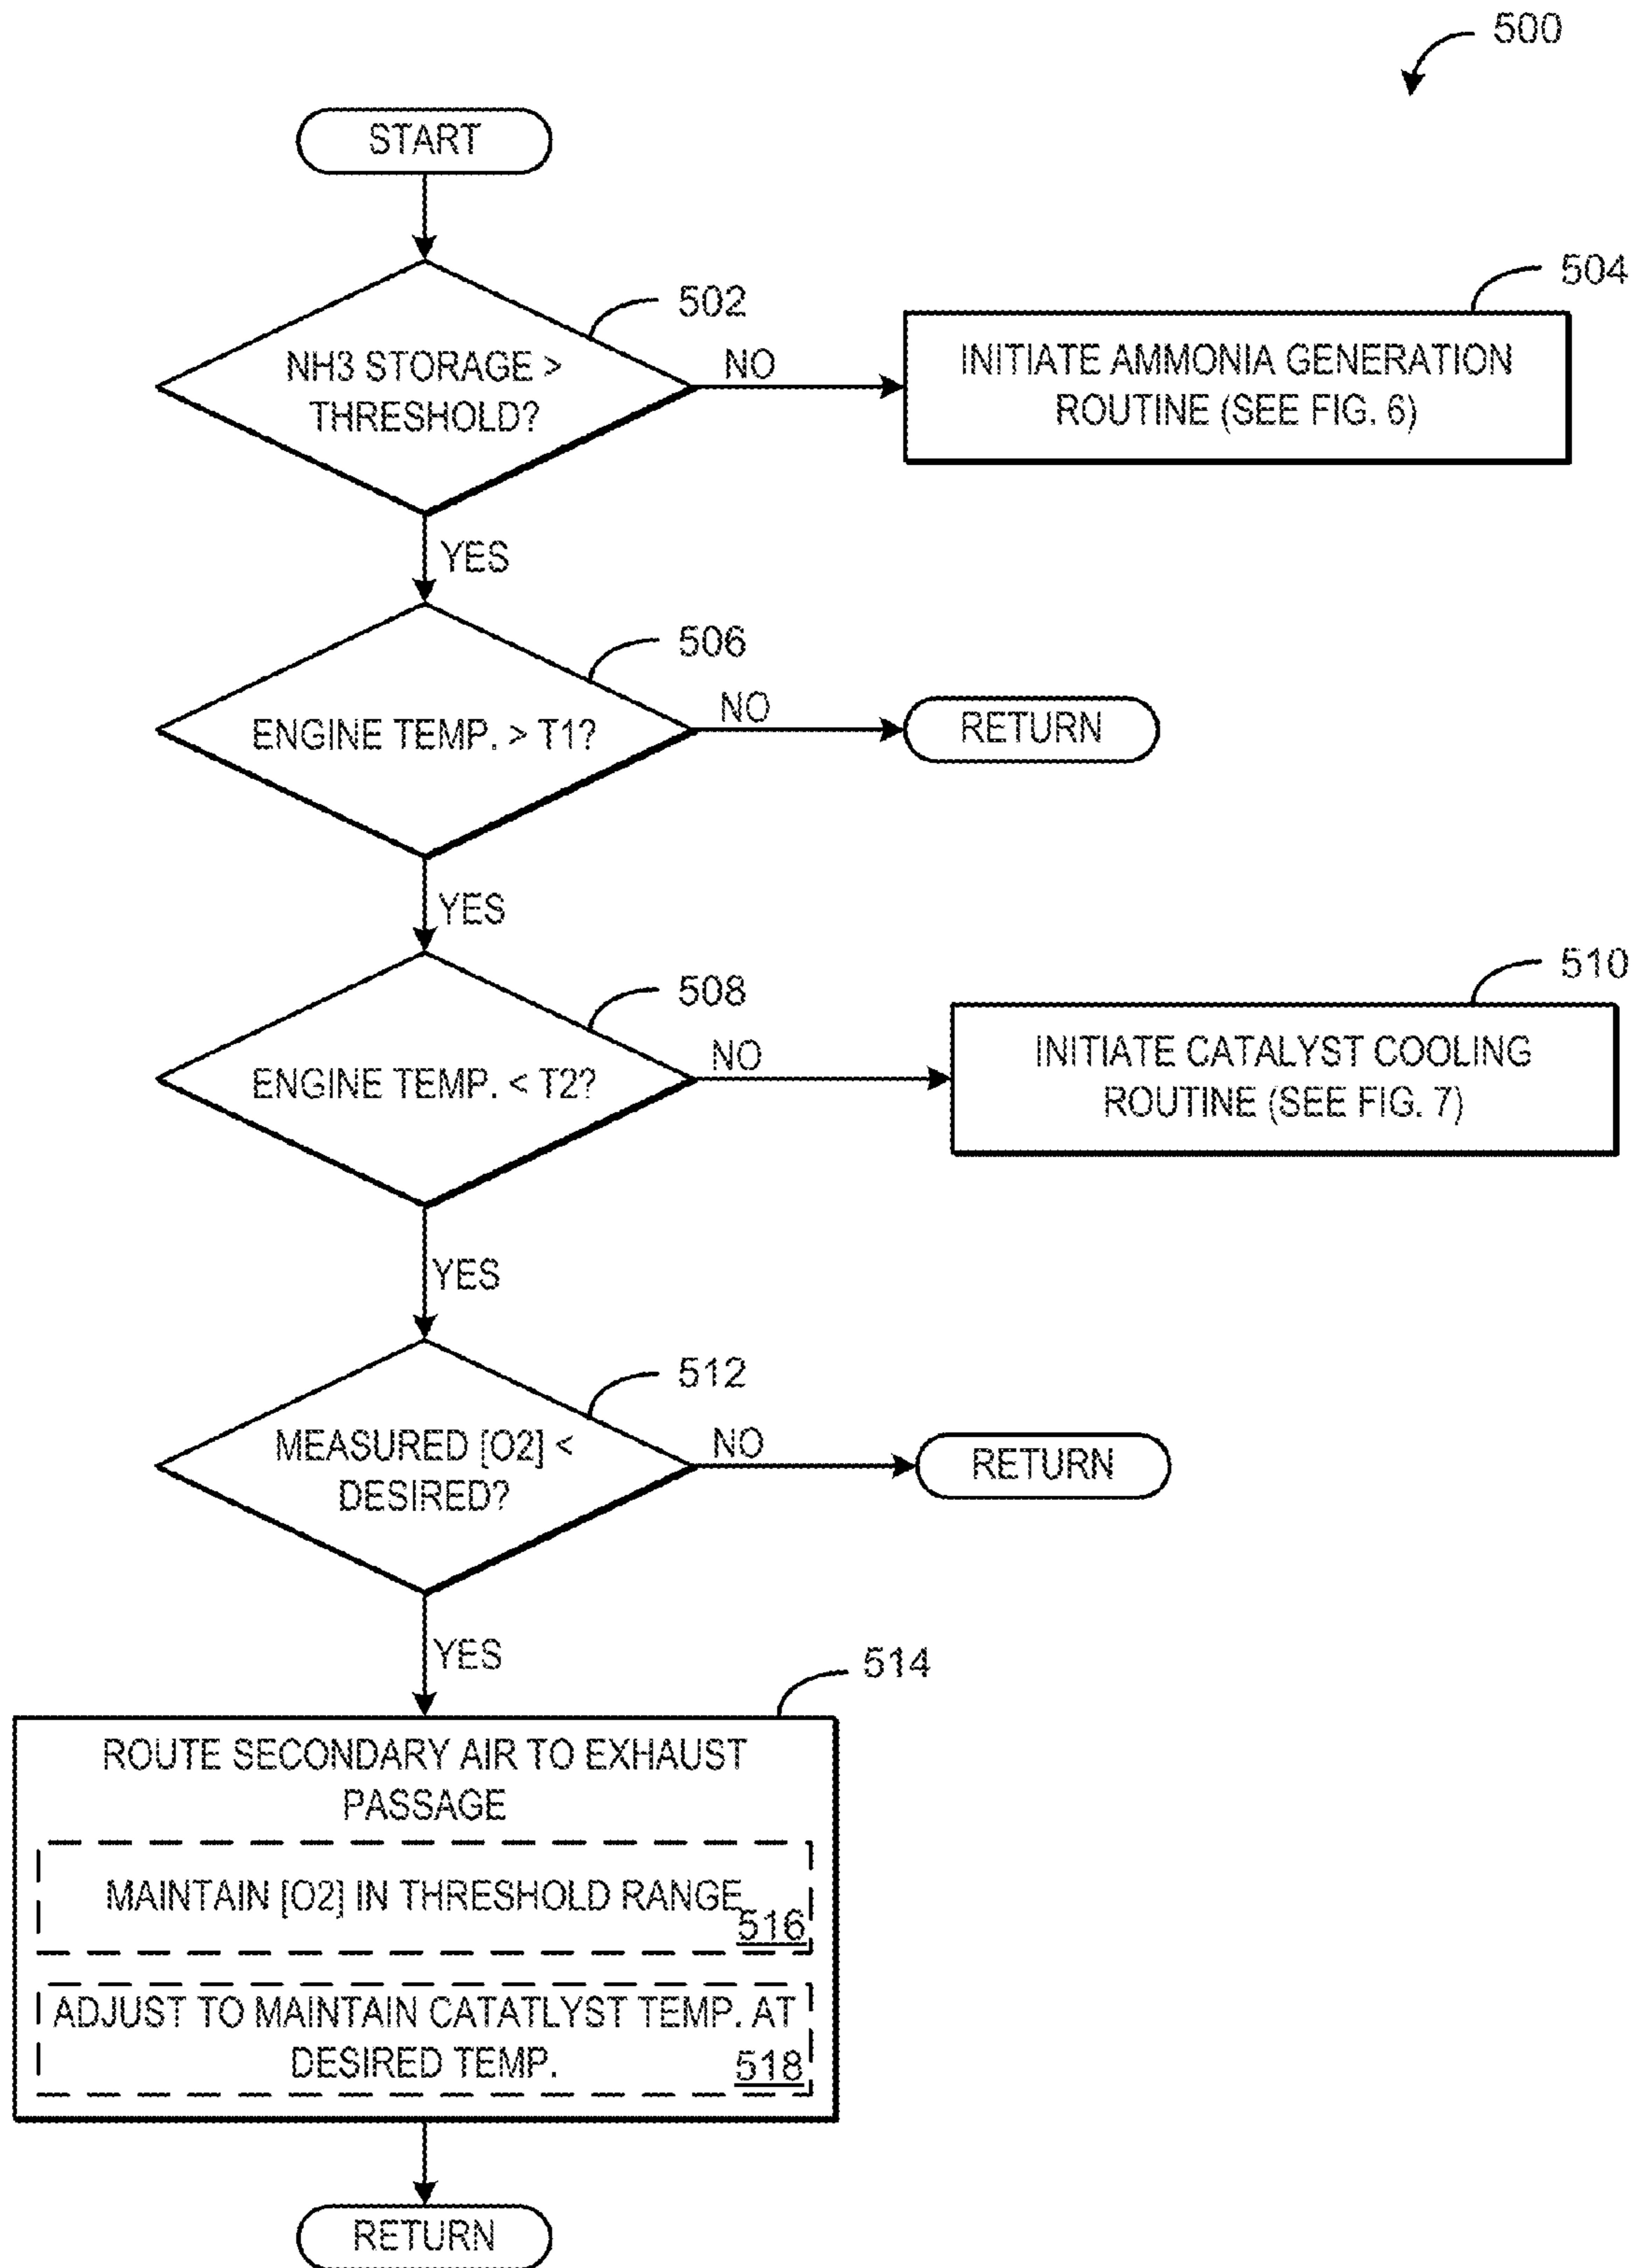 500
START
502
NH3 STORAGE >
THRESHOLD?
NO
504
INITIATE AMMONIA GENERATION
ROUTINE (SEE FIG. 6)
YES
506
ENGINE TEMP. > T1?
NO
RETURN
YES
508
ENGINE TEMP. < T2?
NO
510
INITIATE CATALYST COOLING
ROUTINE (SEE FIG. 7)
YES
512
MEASURED [O2] <
DESIRED?
NO
RETURN
YES
514
ROUTE SECONDARY AIR TO EXHAUST
PASSAGE
MAINTAIN [O2] IN THRESHOLD RANGE
516
ADJUST TO MAINTAIN CATATLYST TEMP. AT
DESIRED TEMP.
518
RETURN